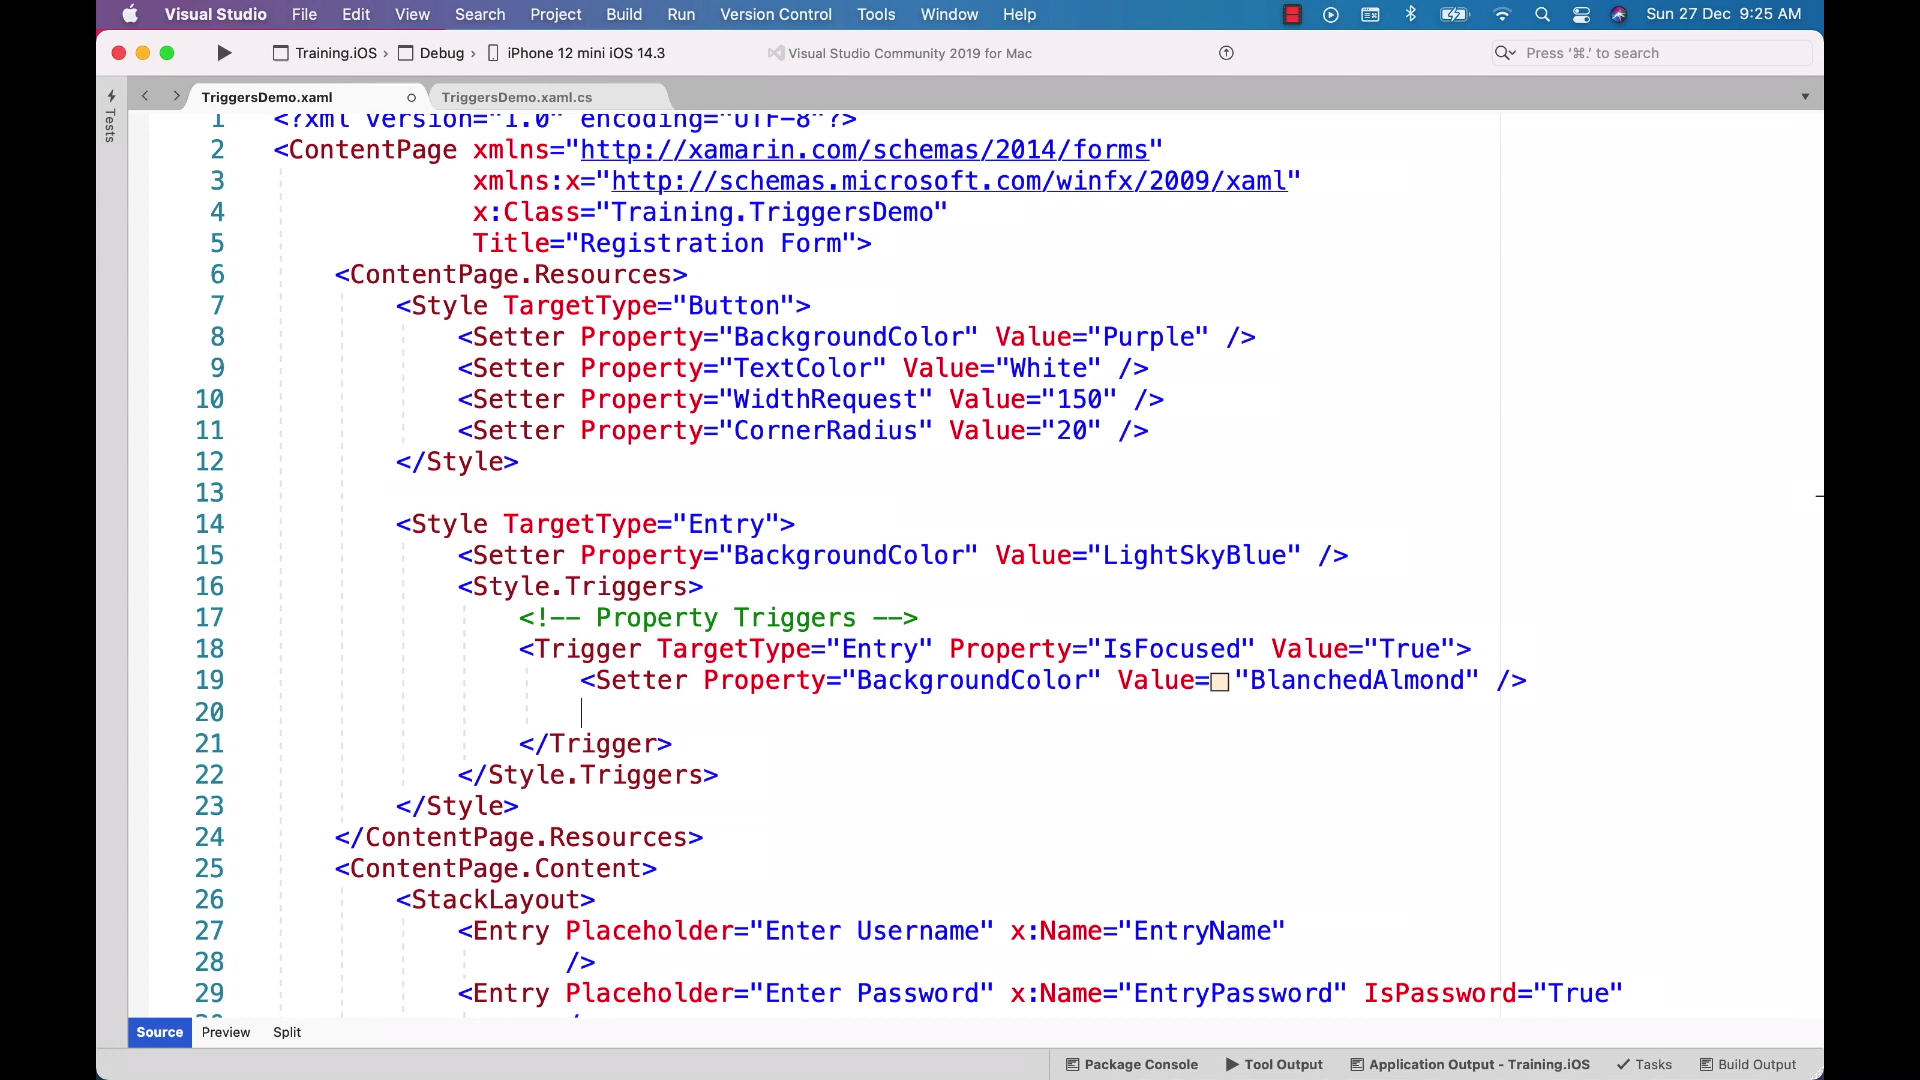 Visual Studio File Edit View Search Project Build Run Version Control Tools Window Help Sun 27 Dec 9:25 AM
Training.iOS › Debug › iPhone 12 mini iOS 14.3 Visual Studio Community 2019 for Mac Press '⌘.' to search
Tests
TriggersDemo.xaml TriggersDemo.xaml.cs
1 <?xml version="1.0" encoding="UTF-8"?>
2 <ContentPage xmlns="http://xamarin.com/schemas/2014/forms"
3 xmlns:x="http://schemas.microsoft.com/winfx/2009/xaml"
4 x:Class="Training.TriggersDemo"
5 Title="Registration Form">
6 <ContentPage.Resources>
7 <Style TargetType="Button">
8 <Setter Property="BackgroundColor" Value="Purple" />
9 <Setter Property="TextColor" Value="White" />
10 <Setter Property="WidthRequest" Value="150" />
11 <Setter Property="CornerRadius" Value="20" />
12 </Style>
13
14 <Style TargetType="Entry">
15 <Setter Property="BackgroundColor" Value="LightSkyBlue" />
16 <Style.Triggers>
17 <!-- Property Triggers -->
18 <Trigger TargetType="Entry" Property="IsFocused" Value="True">
19 <Setter Property="BackgroundColor" Value="BlanchedAlmond" />
20
21 </Trigger>
22 </Style.Triggers>
23 </Style>
24 </ContentPage.Resources>
25 <ContentPage.Content>
26 <StackLayout>
27 <Entry Placeholder="Enter Username" x:Name="EntryName"
28 />
29 <Entry Placeholder="Enter Password" x:Name="EntryPassword" IsPassword="True"
Source Preview Split
Package Console Tool Output Application Output - Training.iOS Tasks Build Output